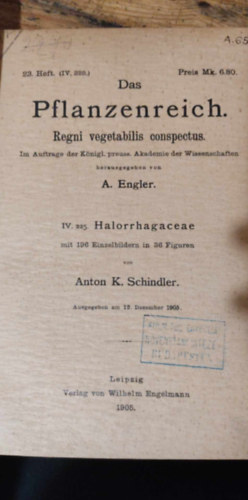 A.65
23. Heft. (IV, 225.) Preis Mk. 6.80.
Das
Pflanzenreich.
Regni vegetabilis conspectus.
Im Auftrage der Königl. preuss. Akademie der Wissenschaften
herausgegeben von
A. Engler.
IV. 225. Halorrhagaceae
mit 196 Einzelbildern in 36 Figuren
von
Anton K. Schindler.
Ausgegeben am Dezember 1905.
Leipzig
Verlag von Wilhelm Engelmann
1905.